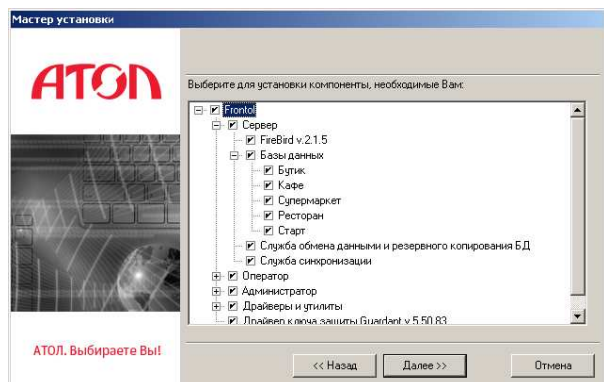 Мастер установки
АТОЛ
Выберите для установки компоненты, необходимые Вам:
Frontol
Сервер
FireBird v.2.1.5
Базы данных
Бутик
Кафе
Супермаркет
Ресторан
Старт
Служба обмена данными и резервного копирования БД
Служба синхронизации
Оператор
Администратор
Драйверы и утилиты
Драйвер ключа защиты Guardant v.5.50.83
АТОЛ. Выбираете Вы!
<< Назад
Далее >>
Отмена